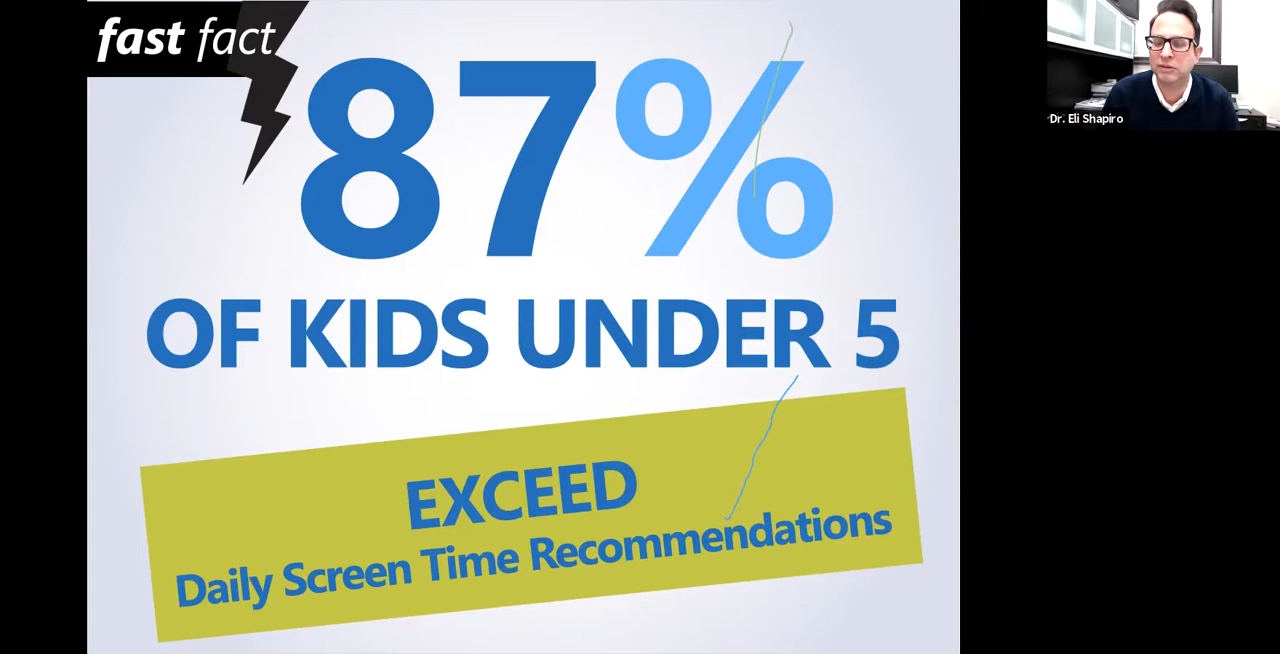 fast fact
87%
OF KIDS UNDER 5
EXCEED
Daily Screen Time Recommendations
Dr. Eli Shapiro